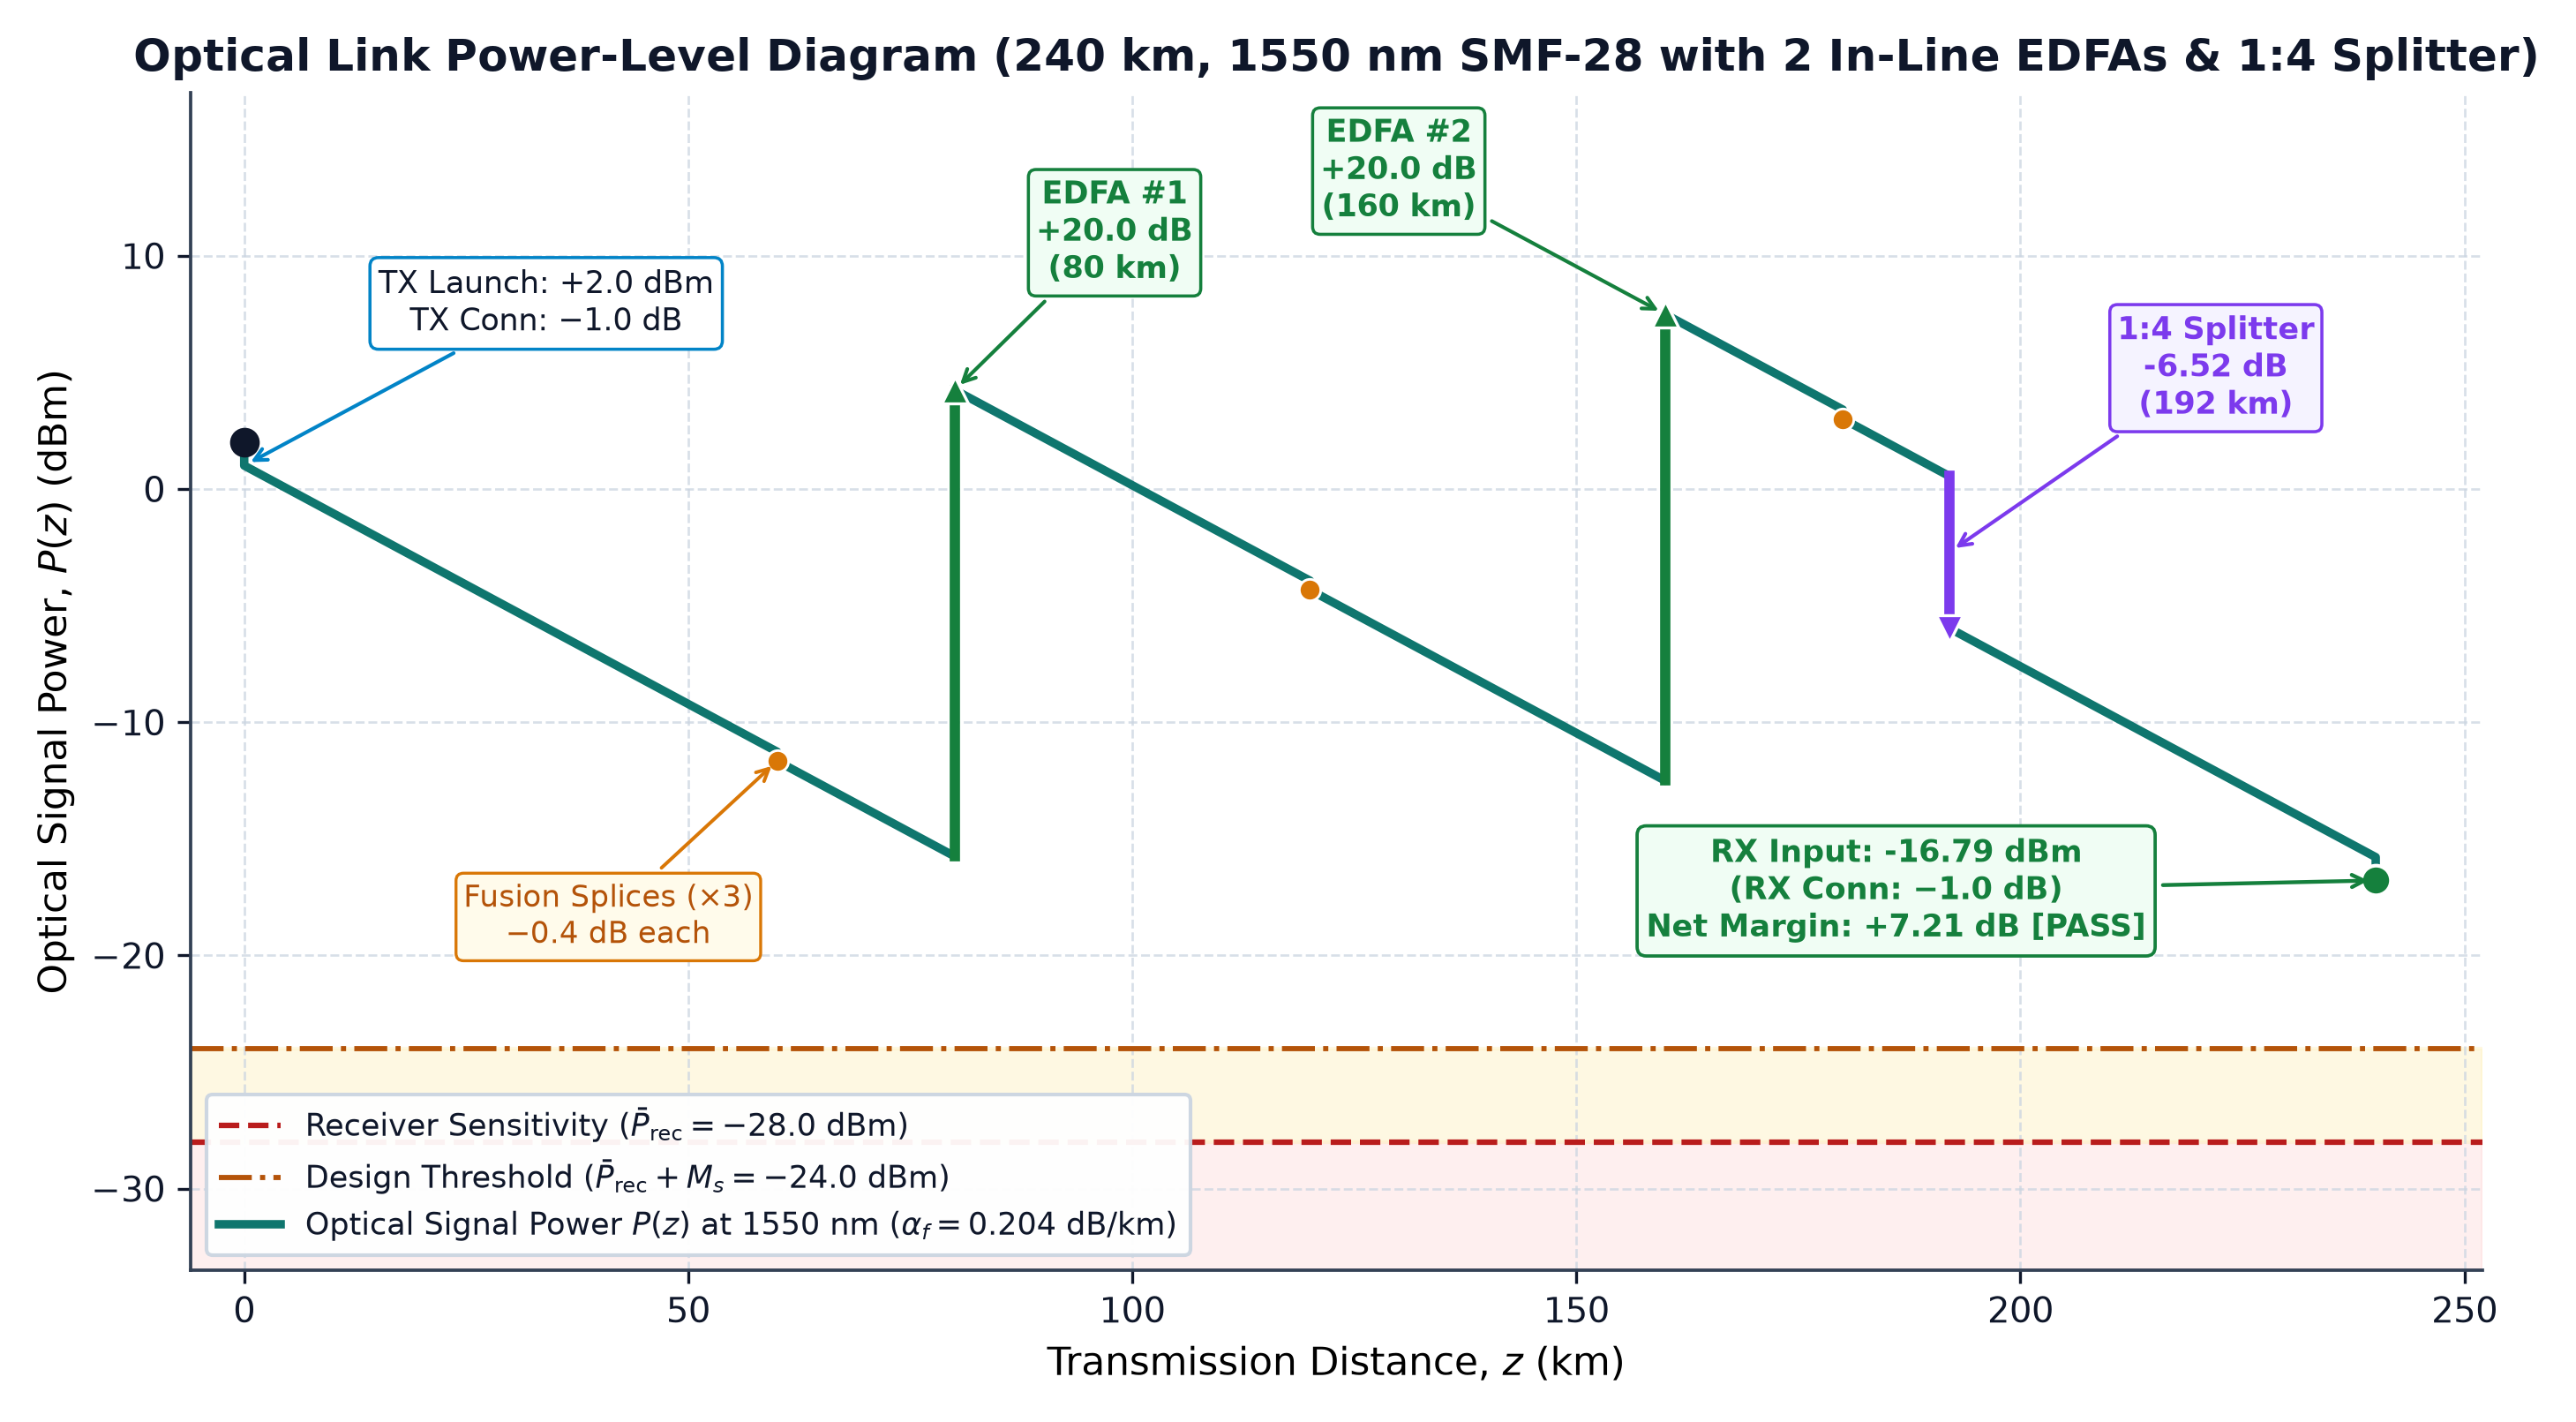 Optical Link Power-Level Diagram (240 km, 1550 nm SMF-28 with 2 In-Line EDFAs & 1:4 Splitter)
EDFA #2
+20.0 dB
(160 km)
EDFA #1
+20.0 dB
(80 km)
TX Launch: +2.0 dBm
TX Conn: −1.0 dB
1:4 Splitter
-6.52 dB
(192 km)
Fusion Splices (×3)
−0.4 dB each
RX Input: -16.79 dBm
(RX Conn: −1.0 dB)
Net Margin: +7.21 dB [PASS]
Optical Signal Power, P(z) (dBm)
10
0
−10
−20
−30
Receiver Sensitivity (P̄rec = −28.0 dBm)
Design Threshold (P̄rec + Ms = −24.0 dBm)
Optical Signal Power P(z) at 1550 nm (αf = 0.204 dB/km)
0
50
100
150
200
250
Transmission Distance, z (km)